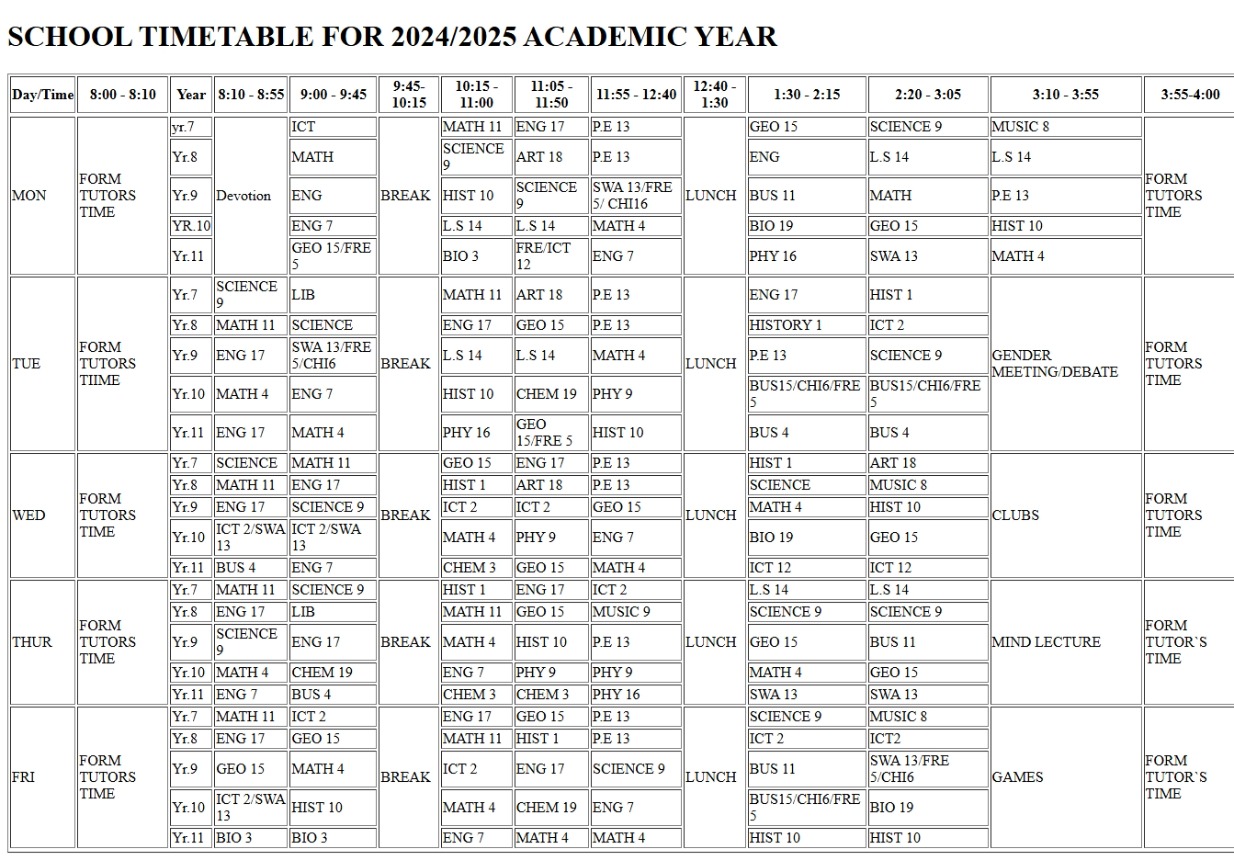 SCHOOL TIMETABLE FOR 2024/2025 ACADEMIC YEAR
Day/Time 8:00 - 8:10 Year 8:10 - 8:55 9:00 - 9:45 9:45-10:15 10:15 - 11:00 11:05 - 11:50 11:55 - 12:40 12:40 - 1:30 1:30 - 2:15 2:20 - 3:05 3:10 - 3:55 3:55-4:00
MON FORM TUTORS TIME yr.7 Devotion ICT BREAK MATH 11 ENG 17 P.E 13 LUNCH GEO 15 SCIENCE 9 MUSIC 8 FORM TUTORS TIME
Yr.8 MATH SCIENCE 9 ART 18 P.E 13 ENG L.S 14 L.S 14
Yr.9 ENG HIST 10 SCIENCE 9 SWA 13/FRE 5/ CHI16 BUS 11 MATH P.E 13
YR.10 ENG 7 L.S 14 L.S 14 MATH 4 BIO 19 GEO 15 HIST 10
Yr.11 GEO 15/FRE 5 BIO 3 FRE/ICT 12 ENG 7 PHY 16 SWA 13 MATH 4
TUE FORM TUTORS TIIME Yr.7 SCIENCE 9 LIB BREAK MATH 11 ART 18 P.E 13 LUNCH ENG 17 HIST 1 GENDER MEETING/DEBATE FORM TUTORS TIME
Yr.8 MATH 11 SCIENCE ENG 17 GEO 15 P.E 13 HISTORY 1 ICT 2
Yr.9 ENG 17 SWA 13/FRE 5/CHI6 L.S 14 L.S 14 MATH 4 P.E 13 SCIENCE 9
Yr.10 MATH 4 ENG 7 HIST 10 CHEM 19 PHY 9 BUS15/CHI6/FRE 5 BUS15/CHI6/FRE 5
Yr.11 ENG 17 MATH 4 PHY 16 GEO 15/FRE 5 HIST 10 BUS 4 BUS 4
WED FORM TUTORS TIME Yr.7 SCIENCE MATH 11 BREAK GEO 15 ENG 17 P.E 13 LUNCH HIST 1 ART 18 CLUBS FORM TUTORS TIME
Yr.8 MATH 11 ENG 17 HIST 1 ART 18 P.E 13 SCIENCE MUSIC 8
Yr.9 ENG 17 SCIENCE 9 ICT 2 ICT 2 GEO 15 MATH 4 HIST 10
Yr.10 ICT 2/SWA 13 ICT 2/SWA 13 MATH 4 PHY 9 ENG 7 BIO 19 GEO 15
Yr.11 BUS 4 ENG 7 CHEM 3 GEO 15 MATH 4 ICT 12 ICT 12
THUR FORM TUTORS TIME Yr.7 MATH 11 SCIENCE 9 BREAK HIST 1 ENG 17 ICT 2 LUNCH L.S 14 L.S 14 MIND LECTURE FORM TUTOR`S TIME
Yr.8 ENG 17 LIB MATH 11 GEO 15 MUSIC 9 SCIENCE 9 SCIENCE 9
Yr.9 SCIENCE 9 ENG 17 MATH 4 HIST 10 P.E 13 GEO 15 BUS 11
Yr.10 MATH 4 CHEM 19 ENG 7 PHY 9 PHY 9 MATH 4 GEO 15
Yr.11 ENG 7 BUS 4 CHEM 3 CHEM 3 PHY 16 SWA 13 SWA 13
FRI FORM TUTORS TIME Yr.7 MATH 11 ICT 2 BREAK ENG 17 GEO 15 P.E 13 LUNCH SCIENCE 9 MUSIC 8 GAMES FORM TUTOR`S TIME
Yr.8 ENG 17 GEO 15 MATH 11 HIST 1 P.E 13 ICT 2 ICT2
Yr.9 GEO 15 MATH 4 ICT 2 ENG 17 SCIENCE 9 BUS 11 SWA 13/FRE 5/CHI6
Yr.10 ICT 2/SWA 13 HIST 10 MATH 4 CHEM 19 ENG 7 BUS15/CHI6/FRE 5 BIO 19
Yr.11 BIO 3 BIO 3 ENG 7 MATH 4 MATH 4 HIST 10 HIST 10